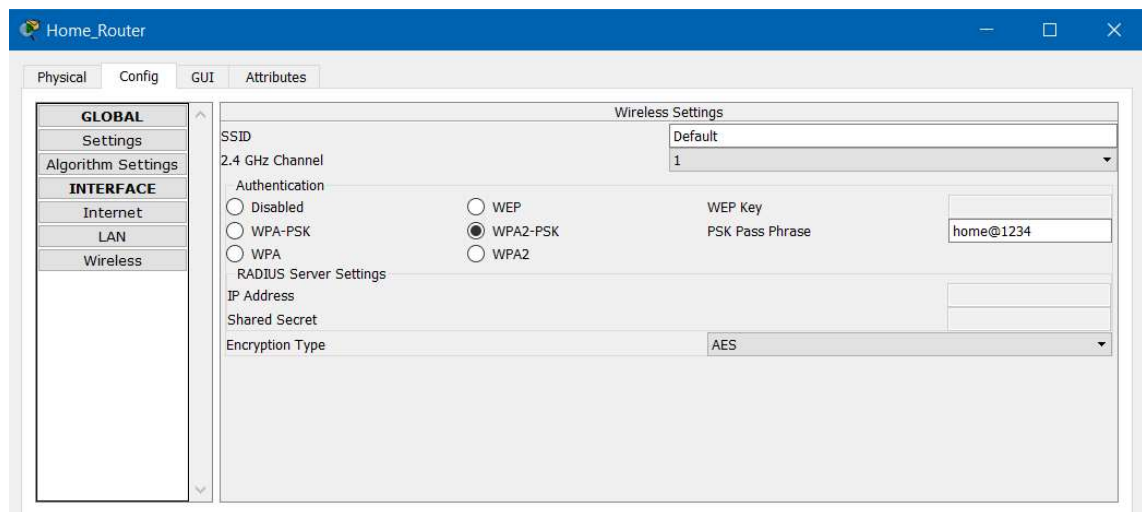 Home_Router
Physical Config GUI Attributes
GLOBAL
Settings
Algorithm Settings
INTERFACE
Internet
LAN
Wireless
Wireless Settings
SSID Default
2.4 GHz Channel 1
Authentication
Disabled WEP WEP Key
WPA-PSK WPA2-PSK PSK Pass Phrase home@1234
WPA WPA2
RADIUS Server Settings
IP Address
Shared Secret
Encryption Type AES